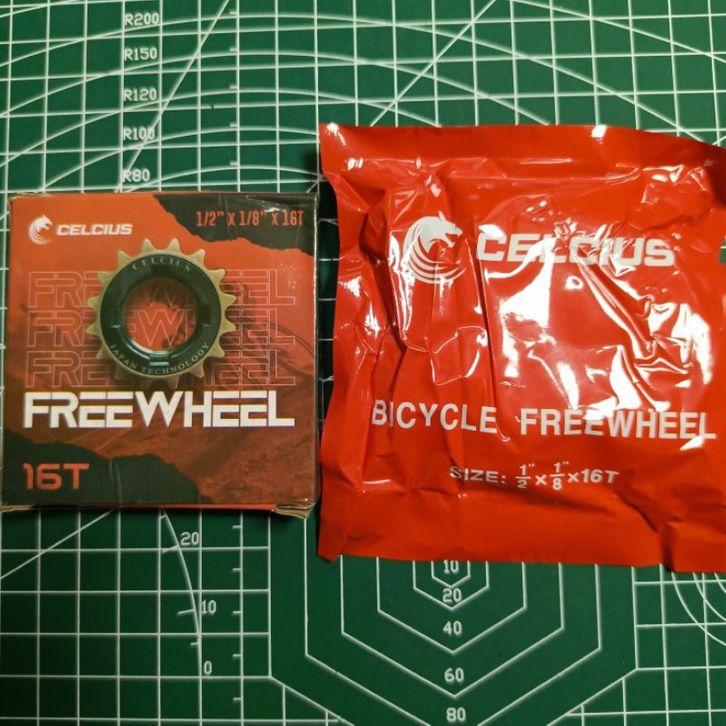 R200
R150
R120
R100
R80
CELCIUS
1/2" X 1/8" X 16T
FREEWHEEL
FREEWHEEL
FREEWHEEL
CELCIUS
JAPAN TECHNOLOGY
FREEWHEEL
16T
CELCIUS
BICYCLE FREEWHEEL
SIZE: 1/2" × 1/8" ×16T
20
10
0
10
20
40
60
80